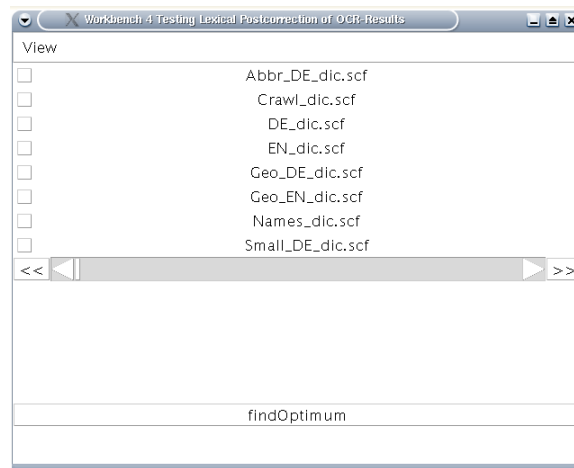 Workbench 4 Testing Lexical Postcorrection of OCR-Results
View
Abbr_DE_dic.scf
Crawl_dic.scf
DE_dic.scf
EN_dic.scf
Geo_DE_dic.scf
Geo_EN_dic.scf
Names_dic.scf
Small_DE_dic.scf
<< >>
findOptimum